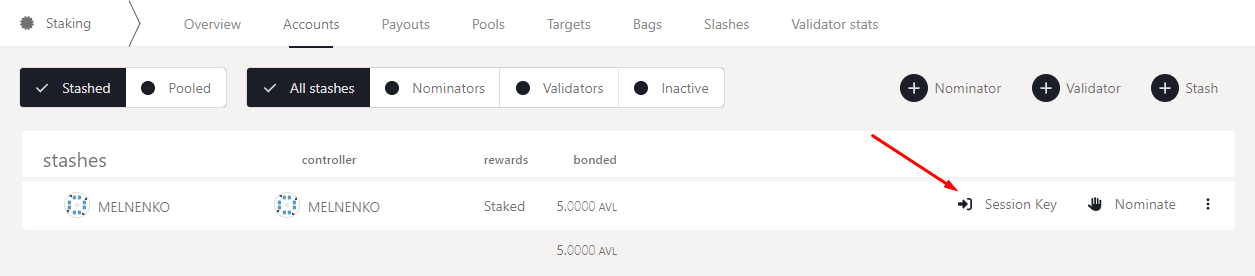 Staking Overview Accounts Payouts Pools Targets Bags Slashes Validator stats
Stashed Pooled All stashes Nominators Validators Inactive Nominator Validator Stash
stashes controller rewards bonded
MELNENKO MELNENKO Staked 5.0000 AVL Session Key Nominate
5.0000 AVL